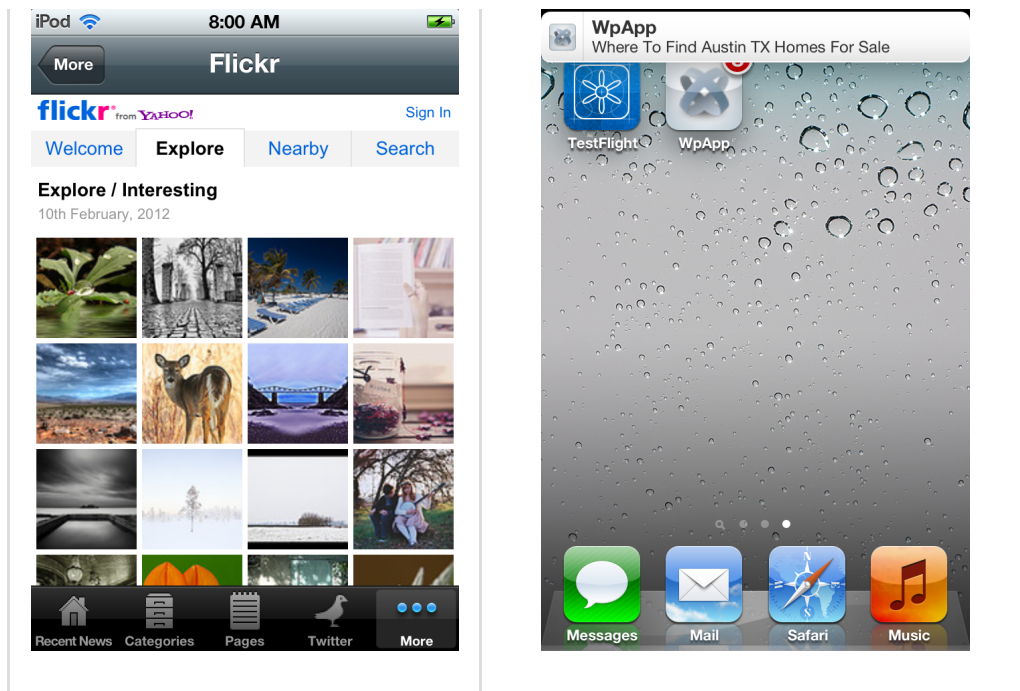 iPod 8:00 AM
More Flickr
flickr from YAHOO! Sign In
Welcome Explore Nearby Search
Explore / Interesting
10th February, 2012
Recent News Categories Pages Twitter More
WpApp
Where To Find Austin TX Homes For Sale
TestFlight WpApp
Messages Mail Safari Music